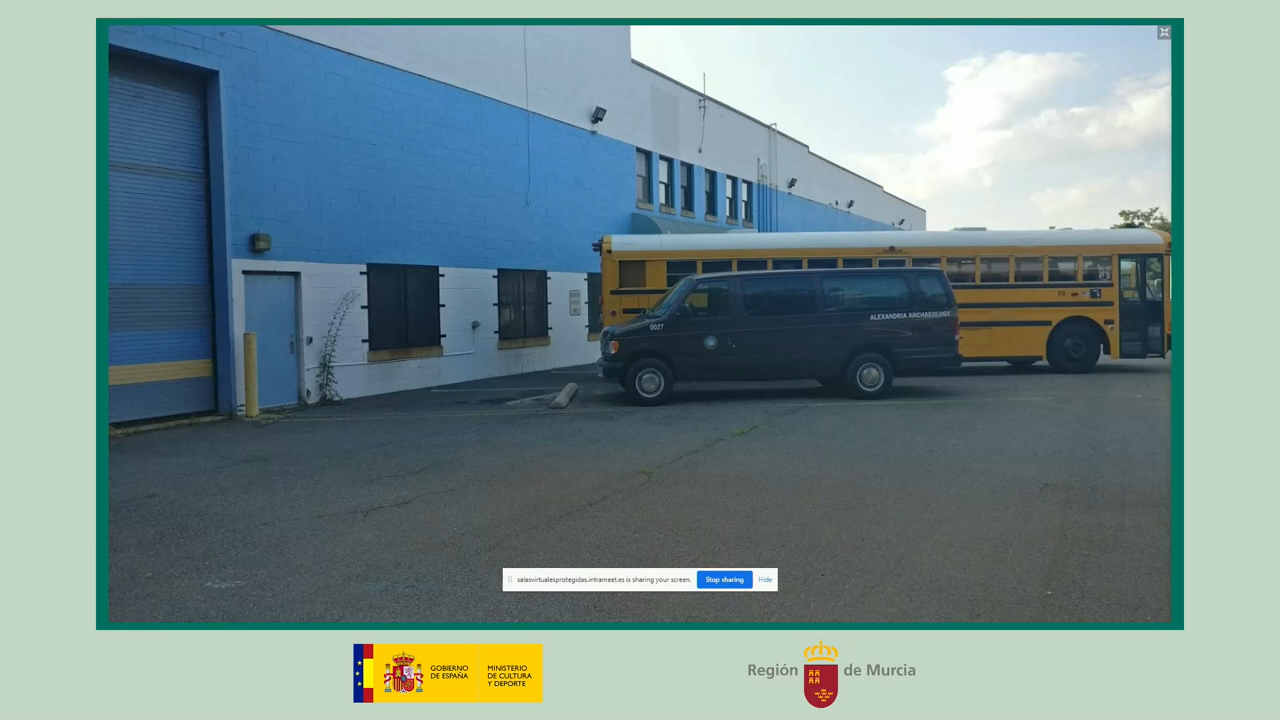 0027
ALEXANDRIA ARCHAEOLOGY
salasvirtualesprotegidas.intrameet.es is sharing your screen.
Stop sharing
Hide
GOBIERNO
DE ESPAÑA
MINISTERIO
DE CULTURA
Y DEPORTE
Región de Murcia